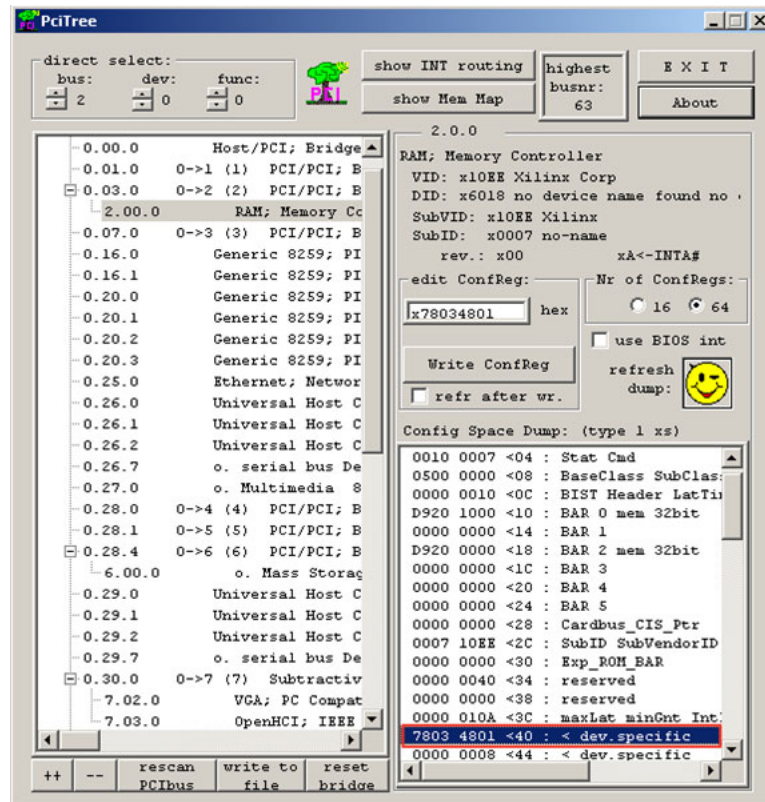 PciTree
direct select:
bus: dev: func:
2 0 0
PCI
show INT routing
show Mem Map
highest
busnr:
63
E X I T
About
0.00.0 Host/PCI; Bridge
0.01.0 0->1 (1) PCI/PCI; B
0.03.0 0->2 (2) PCI/PCI; B
2.00.0 RAM; Memory Co
0.07.0 0->3 (3) PCI/PCI; B
0.16.0 Generic 8259; PI
0.16.1 Generic 8259; PI
0.20.0 Generic 8259; PI
0.20.1 Generic 8259; PI
0.20.2 Generic 8259; PI
0.20.3 Generic 8259; PI
0.25.0 Ethernet; Networ
0.26.0 Universal Host C
0.26.1 Universal Host C
0.26.2 Universal Host C
0.26.7 o. serial bus De
0.27.0 o. Multimedia 8
0.28.0 0->4 (4) PCI/PCI; B
0.28.1 0->5 (5) PCI/PCI; B
0.28.4 0->6 (6) PCI/PCI; B
6.00.0 o. Mass Storag
0.29.0 Universal Host C
0.29.1 Universal Host C
0.29.2 Universal Host C
0.29.7 o. serial bus De
0.30.0 0->7 (7) Subtractiv
7.02.0 VGA; PC Compat
7.03.0 OpenHCI; IEEE
++ -- rescan PCIbus write to file reset bridge
2.0.0
RAM; Memory Controller
VID: x10EE Xilinx Corp
DID: x6018 no device name found no
SubVID: x10EE Xilinx
SubID: x0007 no-name
rev.: x00 xA<-INTA#
edit ConfReg:
x78034801 hex
Write ConfReg
refr after wr.
Nr of ConfRegs:
16 64
use BIOS int
refresh
dump:
Config Space Dump: (type 1 xs)
0010 0007 <04 : Stat Cmd
0500 0000 <08 : BaseClass SubClass
0000 0010 <0C : BIST Header LatTi
D920 1000 <10 : BAR 0 mem 32bit
0000 0000 <14 : BAR 1
D920 0000 <18 : BAR 2 mem 32bit
0000 0000 <1C : BAR 3
0000 0000 <20 : BAR 4
0000 0000 <24 : BAR 5
0000 0000 <28 : Cardbus_CIS_Ptr
0007 10EE <2C : SubID SubVendorID
0000 0000 <30 : Exp_ROM_BAR
0000 0040 <34 : reserved
0000 0000 <38 : reserved
0000 010A <3C : maxLat minGnt Int
7803 4801 <40 : < dev.specific
0000 0008 <44 : < dev.specific